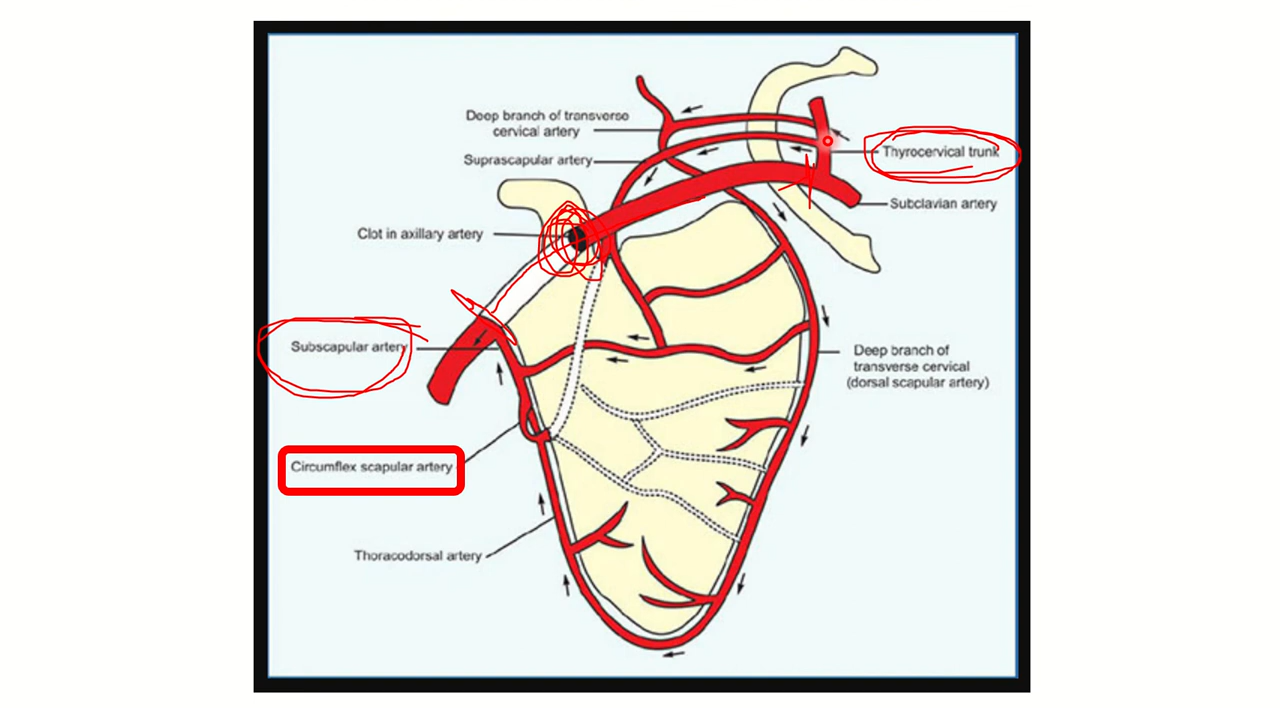 Deep branch of transverse
cervical artery
Suprascapular artery
Thyrocervical trunk
Subclavian artery
Clot in axillary artery
Subscapular artery
Deep branch of
transverse cervical
(dorsal scapular artery)
Circumflex scapular artery
Thoracodorsal artery